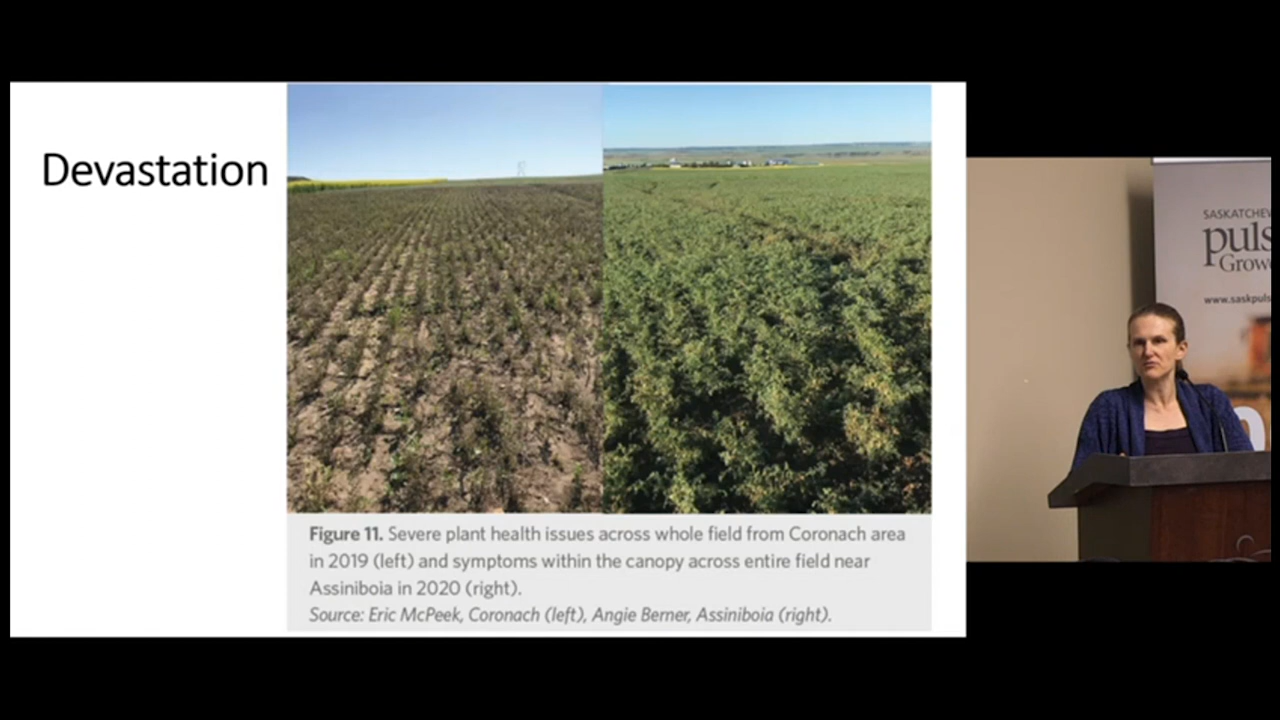 Devastation
Figure 11. Severe plant health issues across whole field from Coronach area
in 2019 (left) and symptoms within the canopy across entire field near
Assiniboia in 2020 (right).
Source: Eric McPeek, Coronach (left), Angie Berner, Assiniboia (right).
SASKATCHEW
puls
Growe
www.saskpuls